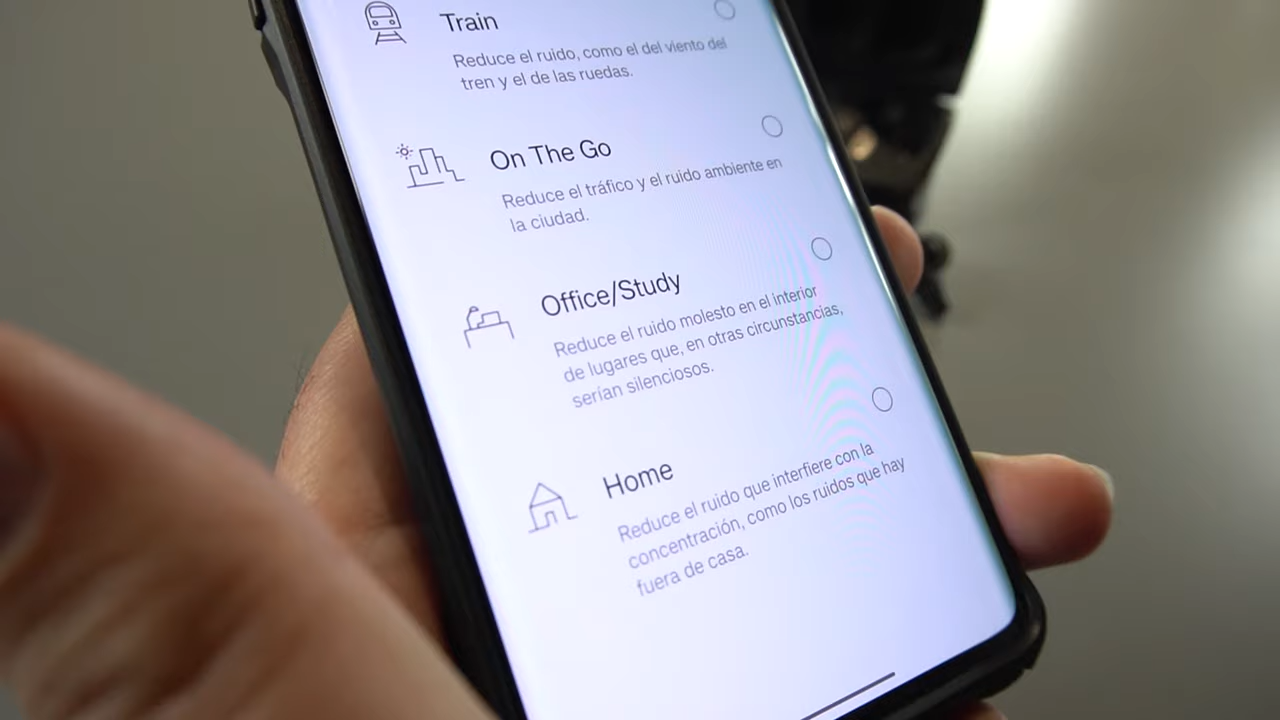 Train
Reduce el ruido, como el del viento del
tren y el de las ruedas.
On The Go
Reduce el tráfico y el ruido ambiente en
la ciudad.
Office/Study
Reduce el ruido molesto en el interior
de lugares que, en otras circunstancias,
serían silenciosos.
Home
Reduce el ruido que interfiere con la
concentración, como los ruidos que hay
fuera de casa.